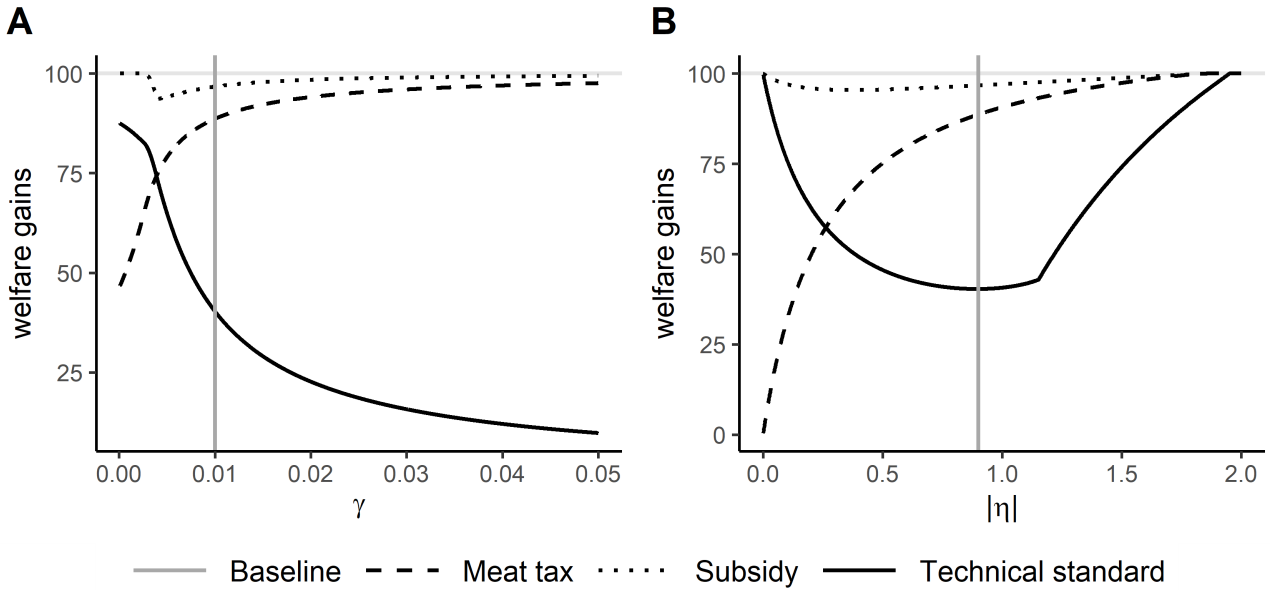 A
B
welfare gains
100
75
50
25
0.00 0.01 0.02 0.03 0.04 0.05
γ
welfare gains
100
75
50
25
0
0.0 0.5 1.0 1.5 2.0
|η|
Baseline Meat tax Subsidy Technical standard